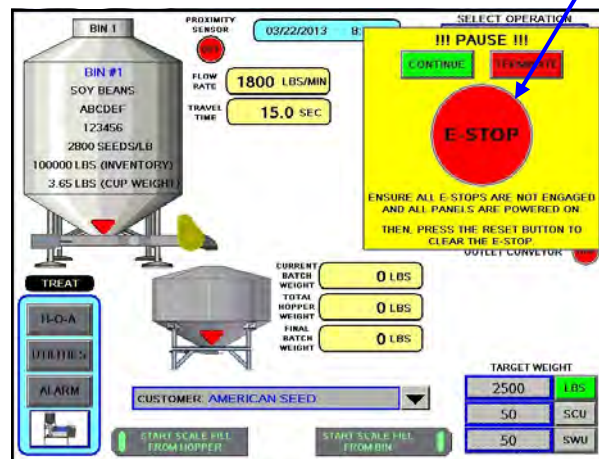 BIN 1
PROXIMITY
SENSOR
OFF
03/22/2013 8:
SELECT OPERATION
!!! PAUSE !!!
CONTINUE
TERMINATE
E-STOP
ENSURE ALL E-STOPS ARE NOT ENGAGED
AND ALL PANELS ARE POWERED ON
THEN, PRESS THE RESET BUTTON TO
CLEAR THE E-STOP.
OUTLET CONVEYOR
FLOW
RATE
1800 LBS/MIN
TRAVEL
TIME
15.0 SEC
BIN #1
SOY BEANS
ABCDEF
123456
2800 SEEDS/LB
100000 LBS (INVENTORY)
3.65 LBS (CUP WEIGHT)
TREAT
H-O-A
UTILITIES
ALARM
CURRENT
BATCH
WEIGHT
0 LBS
TOTAL
HOPPER
WEIGHT
0 LBS
FINAL
BATCH
WEIGHT
0 LBS
CUSTOMER: AMERICAN SEED
START SCALE FILL
FROM HOPPER
START SCALE FILL
FROM BIN
TARGET WEIGHT
2500 LBS
50 SCU
50 SWU